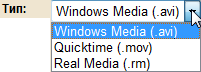 Тип: Windows Media (.avi)
Windows Media (.avi)
Quicktime (.mov)
Real Media (.rm)